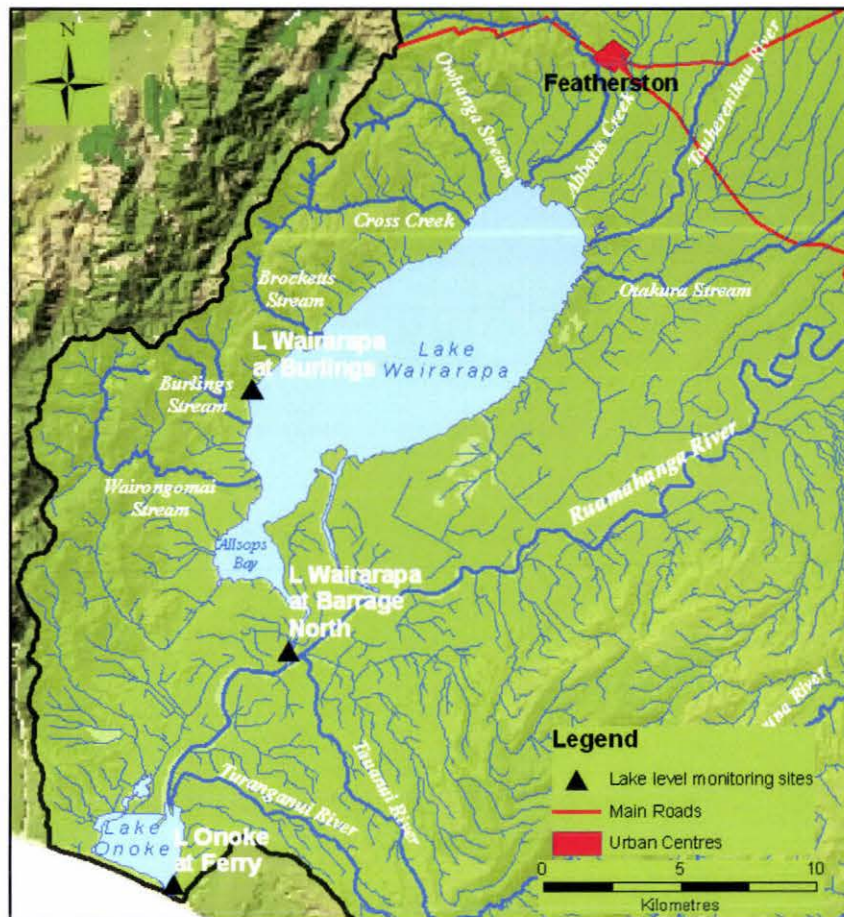 N
Featherston
Owhanga Stream
Abbotts Creek
Tauherenikau River
Cross Creek
Otakura Stream
Brocketts
Stream
L Wairarapa
at Burlings
Lake
Wairarapa
Burlings
Stream
Wairongomai
Stream
Ruamahanga River
Allsops
Bay
L Wairarapa
at Barrage
North
Tauanui River
Turanganui River
Lake
Onoke
L Onoke
at Ferry
River
Legend
Lake level monitoring sites
Main Roads
Urban Centres
0 5 10
Kilometres